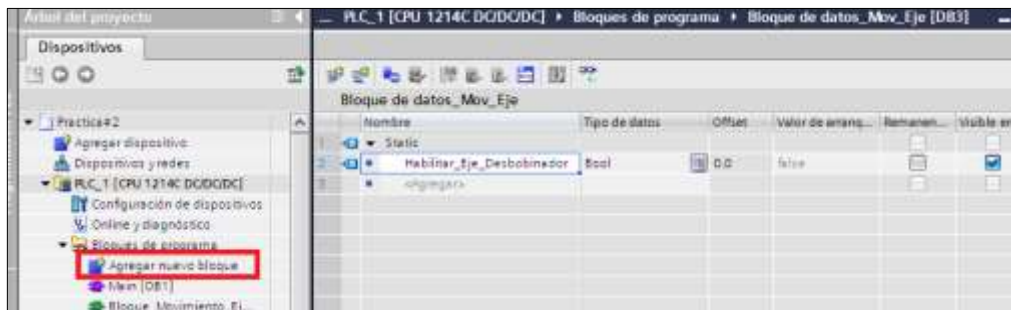 Árbol del proyecto
PLC_1 [CPU 1214C DC/DC/DC] ▸ Bloques de programa ▸ Bloque de datos_Mov_Eje [DB3]
Dispositivos
Bloque de datos_Mov_Eje
Nombre Tipo de datos Offset Valor de arranq... Remanen... Visible en
1 Static
2 Habilitar_Eje_Desbobinador Bool 0.0 false
3 <Agregar>
Practica#2
Agregar dispositivo
Dispositivos y redes
PLC_1 [CPU 1214C DC/DC/DC]
Configuración de dispositivos
Online y diagnóstico
Bloques de programa
Agregar nuevo bloque
Main [OB1]
Bloque_Movimiento_Ej...